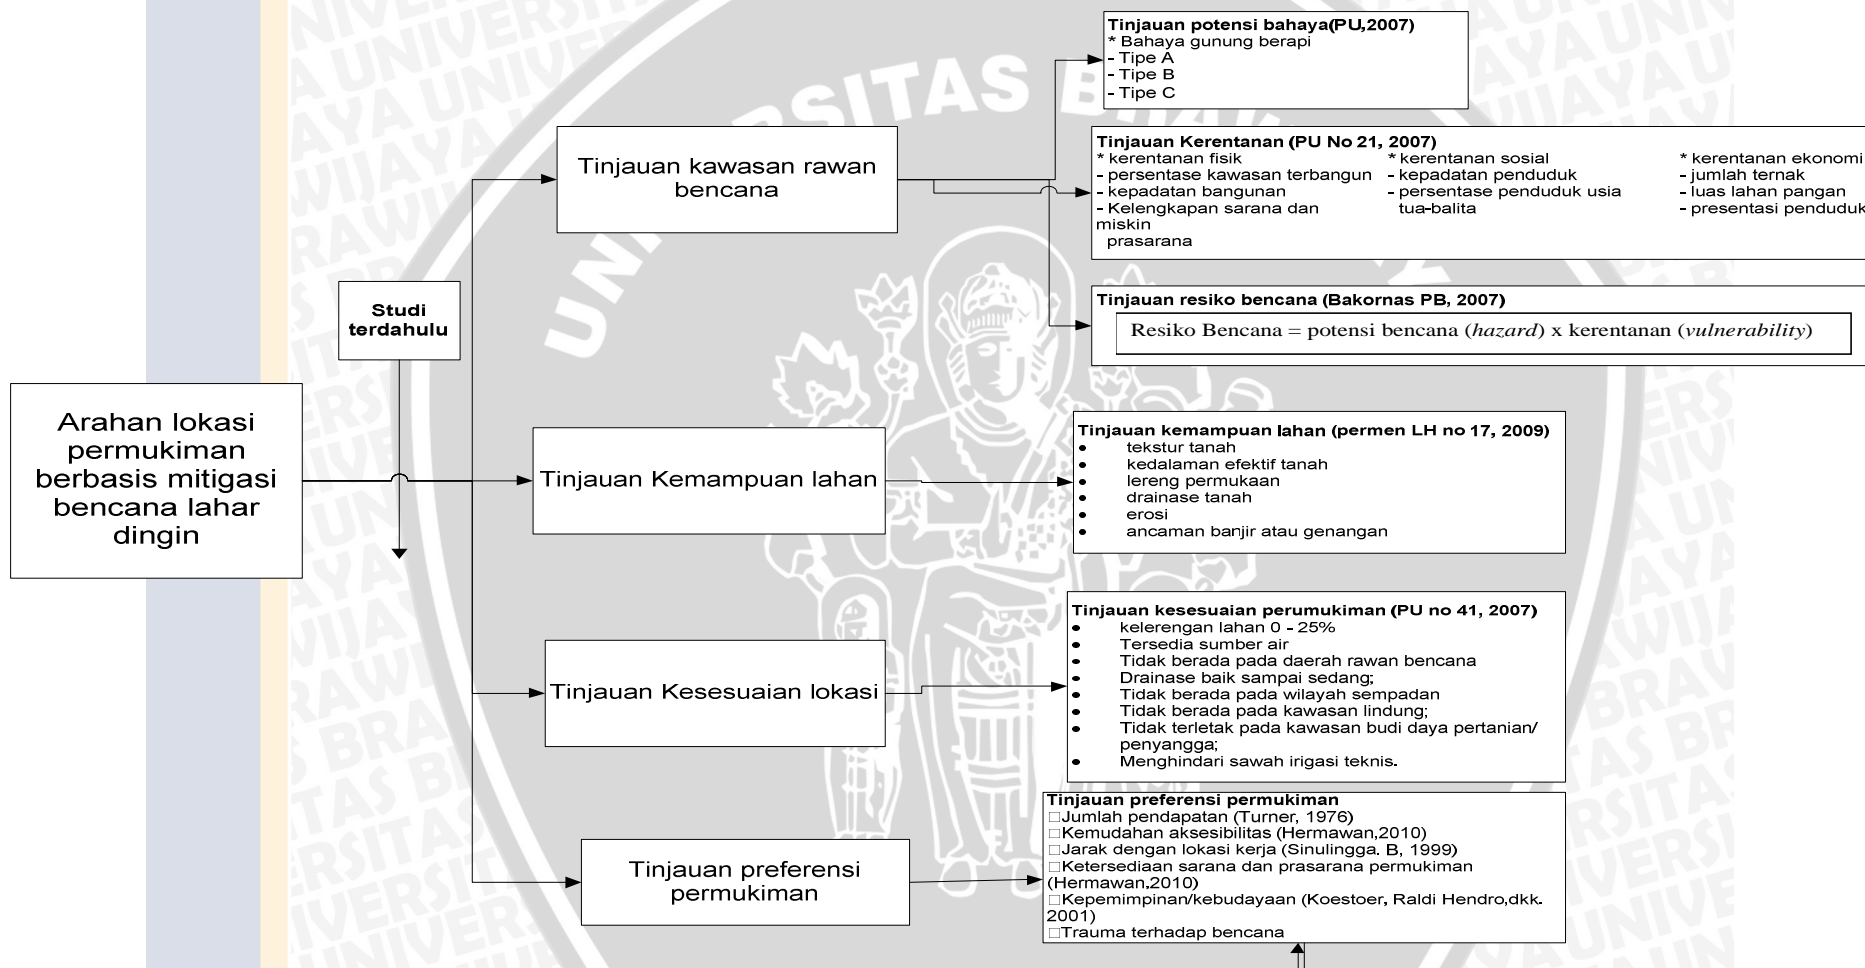 Tinjauan potensi bahaya(PU,2007)
* Bahaya gunung berapi
- Tipe A
- Tipe B
- Tipe C
Tinjauan kawasan rawan
bencana
Tinjauan Kerentanan (PU No 21, 2007)
* kerentanan fisik * kerentanan sosial * kerentanan ekonomi
- persentase kawasan terbangun - kepadatan penduduk - jumlah ternak
- kepadatan bangunan - persentase penduduk usia - luas lahan pangan
- Kelengkapan sarana dan tua-balita - presentasi penduduk
miskin
prasarana
Tinjauan resiko bencana (Bakornas PB, 2007)
Resiko Bencana = potensi bencana (hazard) x kerentanan (vulnerability)
Studi
terdahulu
Arahan lokasi
permukiman
berbasis mitigasi
bencana lahar
dingin
Tinjauan Kemampuan lahan
Tinjauan kemampuan lahan (permen LH no 17, 2009)
• tekstur tanah
• kedalaman efektif tanah
• lereng permukaan
• drainase tanah
• erosi
• ancaman banjir atau genangan
Tinjauan Kesesuaian lokasi
Tinjauan kesesuaian perumukiman (PU no 41, 2007)
• kelerengan lahan 0 - 25%
• Tersedia sumber air
• Tidak berada pada daerah rawan bencana
• Drainase baik sampai sedang;
• Tidak berada pada wilayah sempadan
• Tidak berada pada kawasan lindung;
• Tidak terletak pada kawasan budi daya pertanian/
penyangga;
• Menghindari sawah irigasi teknis.
Tinjauan preferensi
permukiman
Tinjauan preferensi permukiman
□Jumlah pendapatan (Turner, 1976)
□Kemudahan aksesibilitas (Hermawan,2010)
□Jarak dengan lokasi kerja (Sinulingga. B, 1999)
□Ketersediaan sarana dan prasarana permukiman
(Hermawan,2010)
□Kepemimpinan/kebudayaan (Koestoer, Raldi Hendro,dkk.
2001)
□Trauma terhadap bencana